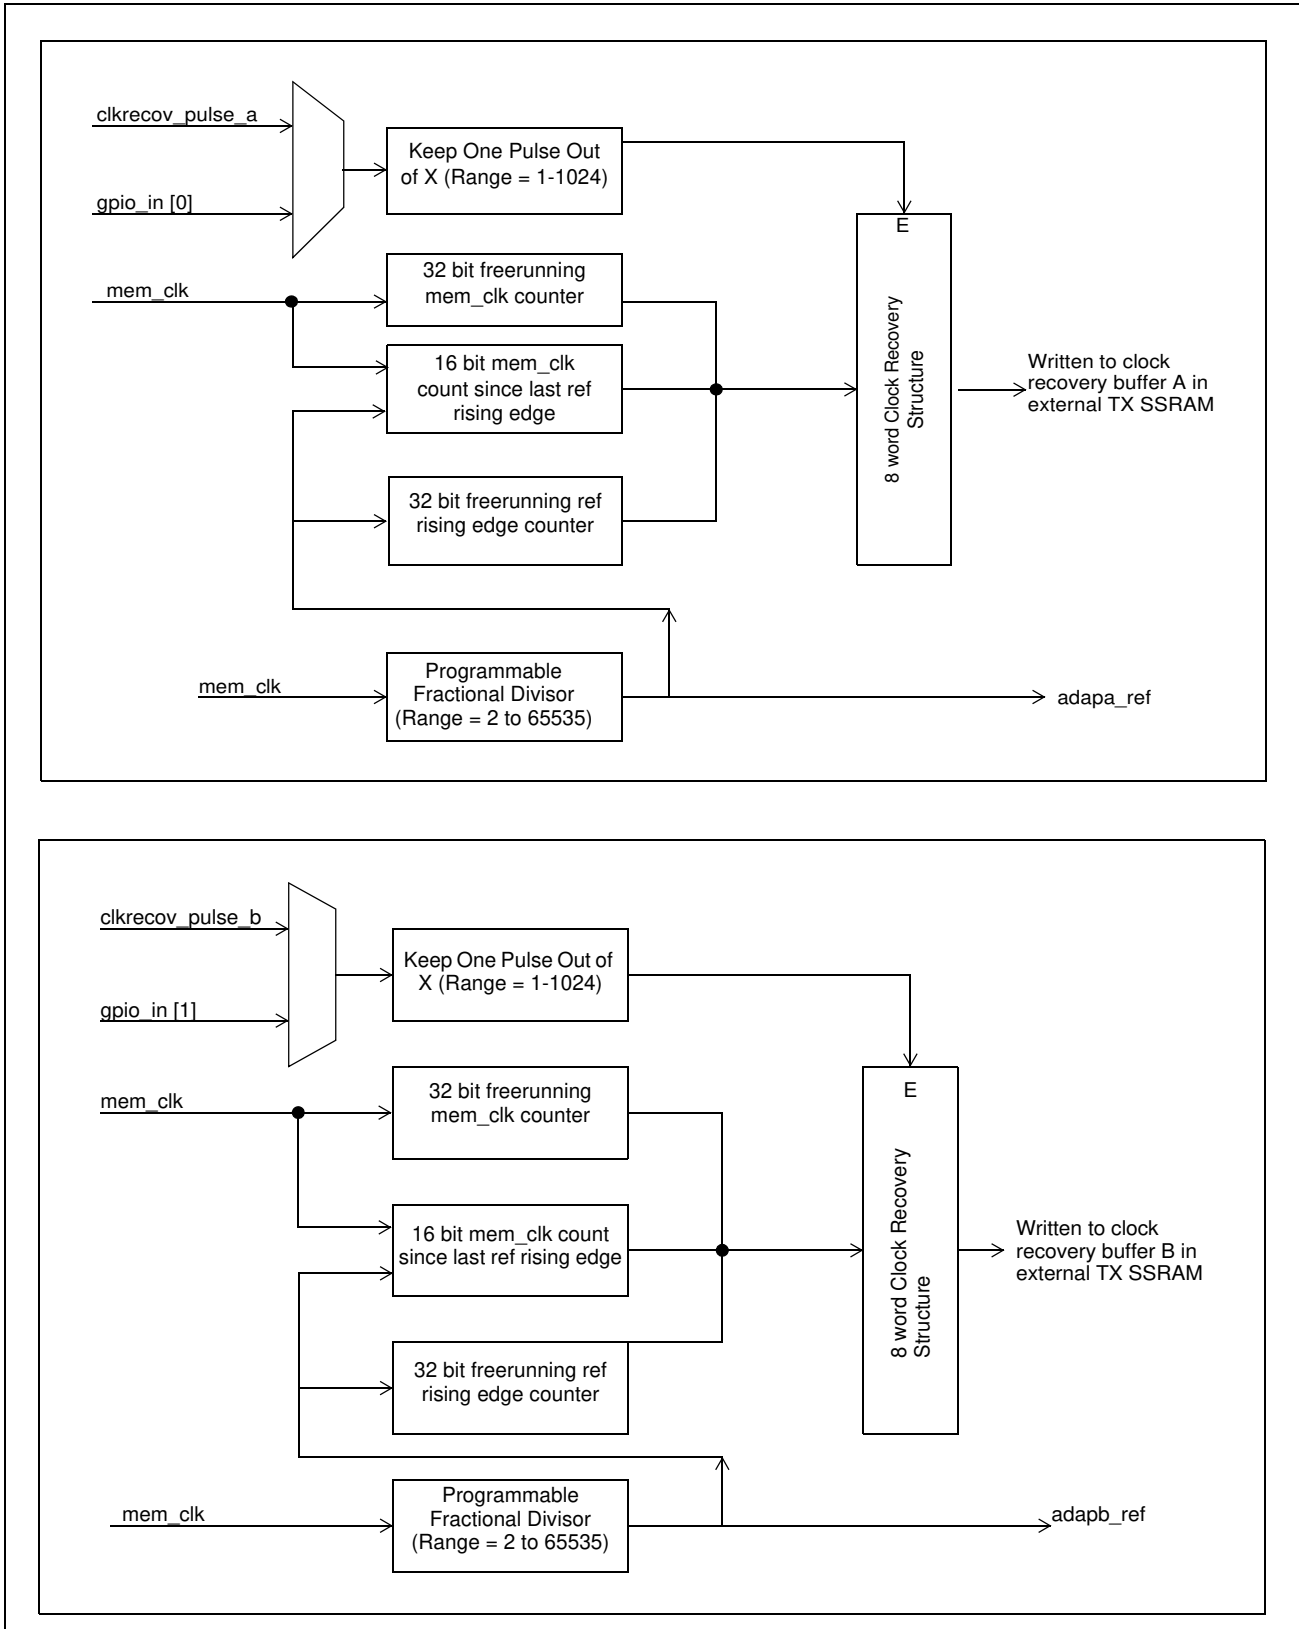 clkrecov_pulse_a
Keep One Pulse Out
of X (Range = 1-1024)
gpio_in [0]
E
mem_clk
32 bit freerunning
mem_clk counter
16 bit mem_clk
count since last ref
rising edge
8 word Clock Recovery
Structure
Written to clock
recovery buffer A in
external TX SSRAM
32 bit freerunning ref
rising edge counter
mem_clk
Programmable
Fractional Divisor
(Range = 2 to 65535)
adapa_ref
clkrecov_pulse_b
Keep One Pulse Out of
X (Range = 1-1024)
gpio_in [1]
E
mem_clk
32 bit freerunning
mem_clk counter
16 bit mem_clk count
since last ref rising edge
8 word Clock Recovery
Structure
Written to clock
recovery buffer B in
external TX SSRAM
32 bit freerunning ref
rising edge counter
mem_clk
Programmable
Fractional Divisor
(Range = 2 to 65535)
adapb_ref